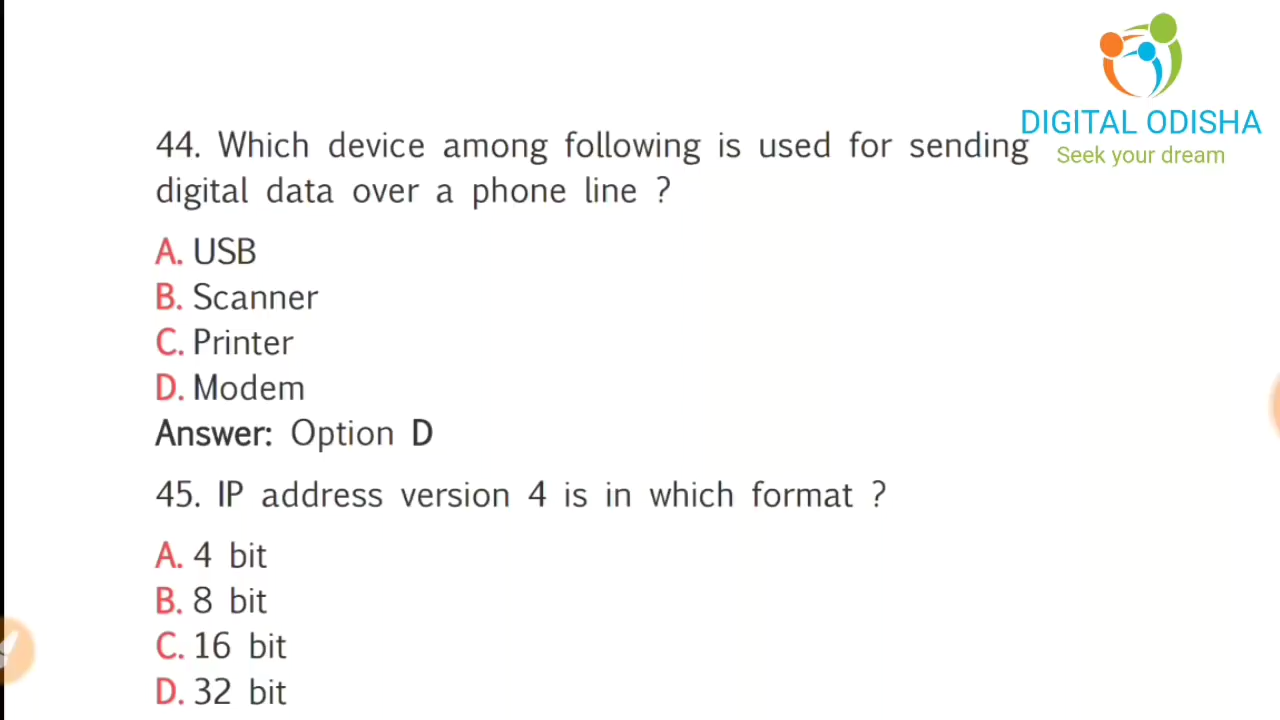 DIGITAL ODISHA
Seek your dream
44. Which device among following is used for sending
digital data over a phone line ?
A. USB
B. Scanner
C. Printer
D. Modem
Answer: Option D
45. IP address version 4 is in which format ?
A. 4 bit
B. 8 bit
C. 16 bit
D. 32 bit